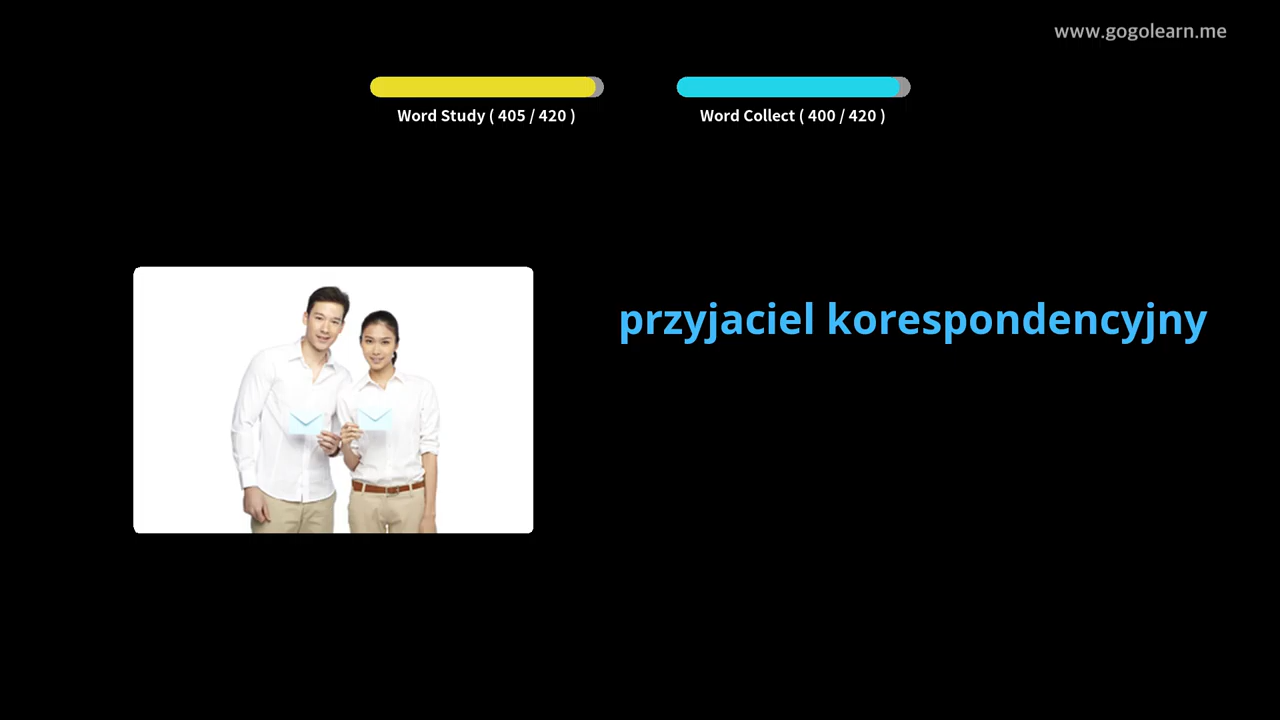 www.gogolearn.me
Word Study ( 405 / 420 )
Word Collect ( 400 / 420 )
przyjaciel korespondencyjny